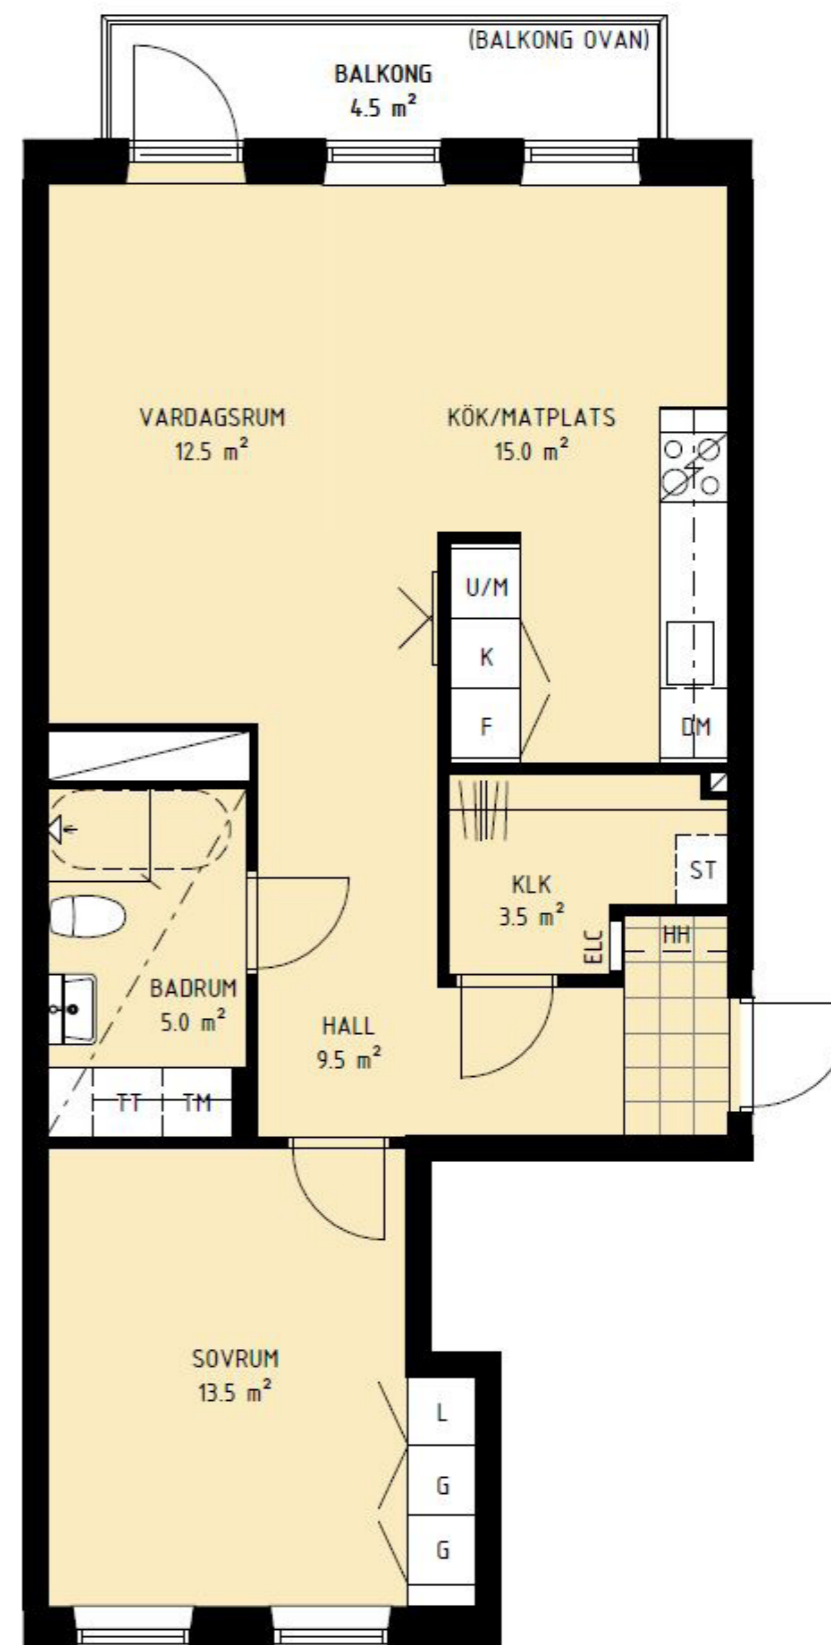 (BALKONG OVAN)
BALKONG
4.5 m²
VARDAGSRUM
12.5 m²
KÖK/MATPLATS
15.0 m²
U/M
K
F
DM
KLK
3.5 m²
ST
ELC
HH
BADRUM
5.0 m²
HALL
9.5 m²
TT
TM
SOVRUM
13.5 m²
L
G
G